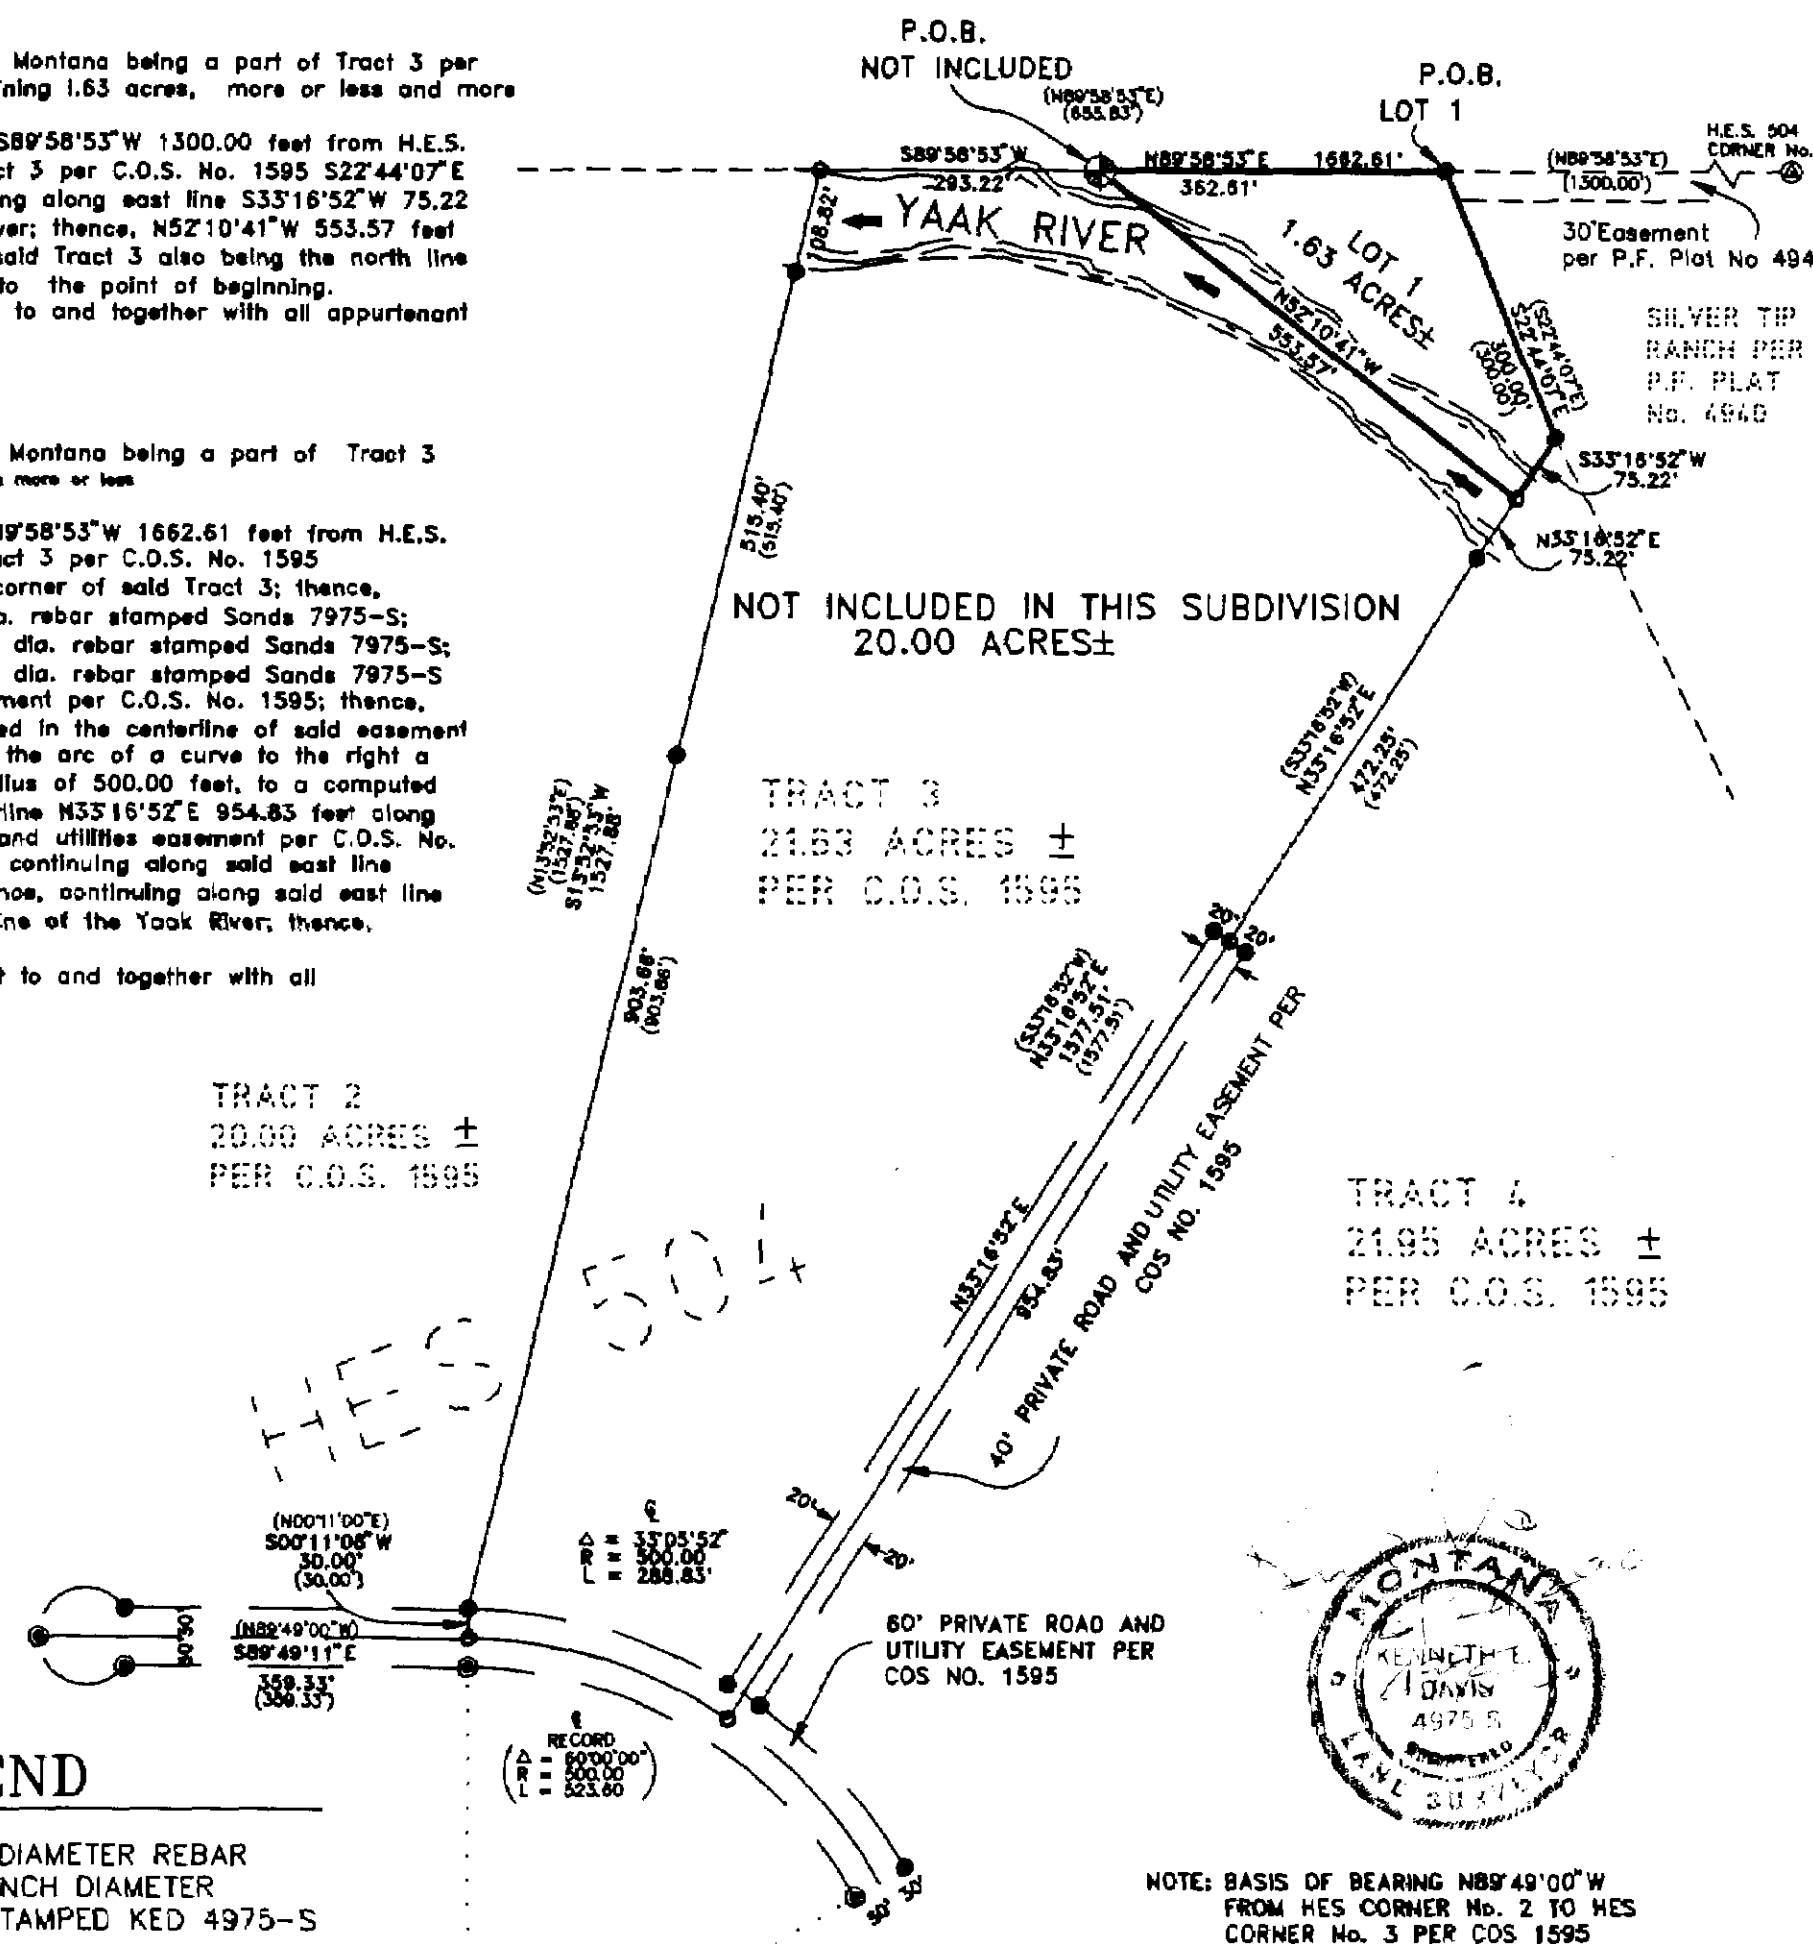 Montana being a part of Tract 3 per
ning 1.63 acres, more or less and more
S89°58'53"W 1300.00 feet from H.E.S.
ct 3 per C.O.S. No. 1595 S22°44'07"E
ng along east line S33°16'52"W 75.22
ver; thence, N52°10'41"W 553.57 feet
said Tract 3 also being the north line
to the point of beginning.
to and together with all appurtenant
Montana being a part of Tract 3
more or less
19°58'53"W 1662.61 feet from H.E.S.
act 3 per C.O.S. No. 1595
corner of said Tract 3; thence,
a. rebar stamped Sands 7975-S;
dia. rebar stamped Sands 7975-S;
dia. rebar stamped Sands 7975-S
ment per C.O.S. No. 1595; thence,
ed in the centerline of said easement
the arc of a curve to the right a
dius of 500.00 feet, to a computed
rline N33°16'52"E 954.83 feet along
and utilities easement per C.O.S. No.
continuing along said east line
nce, continuing along said east line
ine of the Yaak River; thence,
t to and together with all
P.O.B.
NOT INCLUDED
(N89°58'53"E)
(655.83')
P.O.B.
LOT 1
H.E.S. 504
CORNER No.
S89°58'53"W
293.22'
N89°58'53"E 1662.61'
362.61'
(N89°58'53"E)
(1300.00')
30' Easement
per P.F. Plat No 494
08.82'
YAAK RIVER
LOT 1
1.63 ACRES±
N52°10'41"W
553.57'
(S22°44'07"E)
S22°44'07"E
300.00'
(300.00')
SILVER TIP
RANCH PER
P.F. PLAT
No. 4940
S33°16'52"W
75.22'
N33°16'52"E
75.22'
515.40'
(515.40')
NOT INCLUDED IN THIS SUBDIVISION
20.00 ACRES±
(S33°16'52"W)
N33°16'52"E
472.25'
(472.25')
TRACT 3
21.63 ACRES ±
PER C.O.S. 1595
(N13°52'53"E)
(1527.88')
S13°52'53"W
1527.88'
903.66'
(903.66')
20'
20'
(S33°16'52"W)
N33°16'52"E
1577.51'
(1577.51')
TRACT 2
20.00 ACRES ±
PER C.O.S. 1595
TRACT 4
21.95 ACRES ±
PER C.O.S. 1595
N33°16'52"E
954.83'
40' PRIVATE ROAD AND UTILITY EASEMENT PER
COS NO. 1595
HES 504
20'
20'
(N00°11'00"E)
S00°11'08"W
30.00'
(30.00')
℄
Δ = 33°05'52"
R = 500.00
L = 288.83'
30'30'
(N89°49'00"W)
S89°49'11"E
359.33'
(359.33')
60' PRIVATE ROAD AND
UTILITY EASEMENT PER
COS NO. 1595
℄
RECORD
(Δ = 60°00'00"
R = 500.00
L = 523.60)
30' 30'
END
DIAMETER REBAR
NCH DIAMETER
TAMPED KED 4975-S
MONTANA
KENNETH E.
DAVIS
4975 S
REGISTERED
LAND SURVEYOR
NOTE: BASIS OF BEARING N89°49'00"W
FROM HES CORNER No. 2 TO HES
CORNER No. 3 PER COS 1595